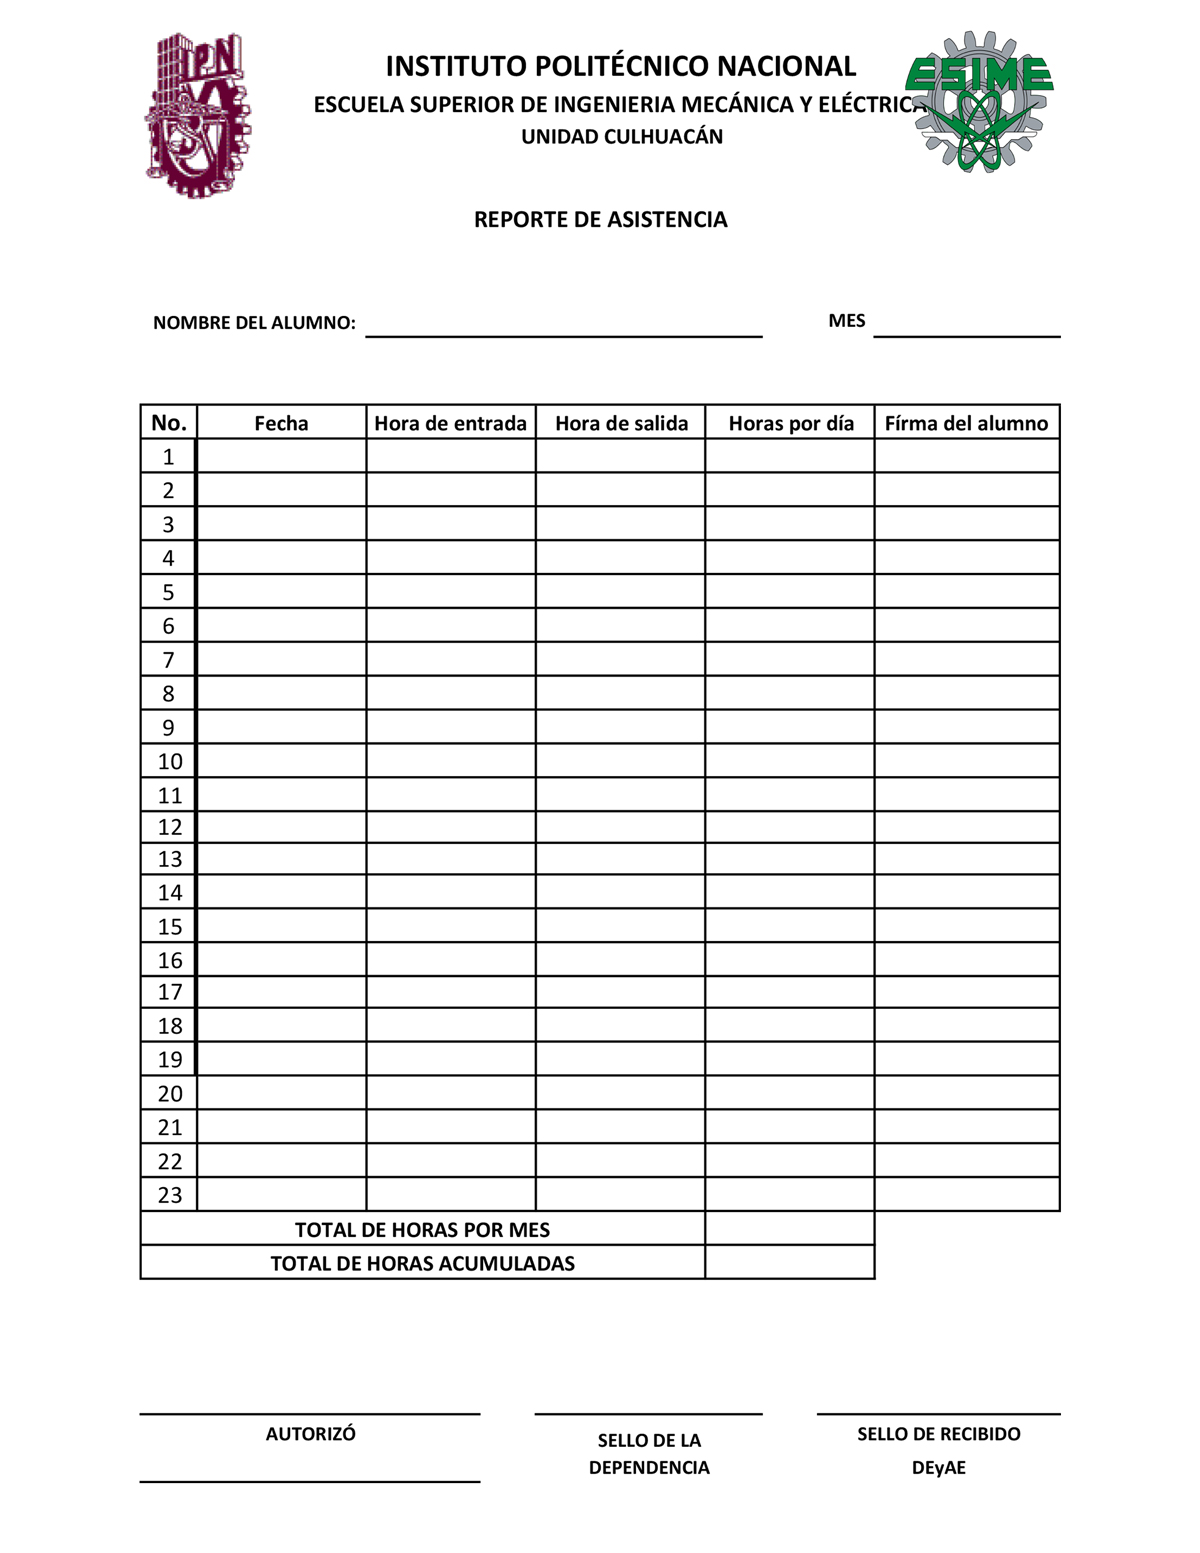 IPN
INSTITUTO POLITÉCNICO NACIONAL
ESIME
ESCUELA SUPERIOR DE INGENIERIA MECÁNICA Y ELÉCTRICA
UNIDAD CULHUACÁN
REPORTE DE ASISTENCIA
NOMBRE DEL ALUMNO: MES
No. Fecha Hora de entrada Hora de salida Horas por día Fírma del alumno
1
2
3
4
5
6
7
8
9
10
11
12
13
14
15
16
17
18
19
20
21
22
23
TOTAL DE HORAS POR MES
TOTAL DE HORAS ACUMULADAS
AUTORIZÓ SELLO DE LA SELLO DE RECIBIDO
DEPENDENCIA DEyAE